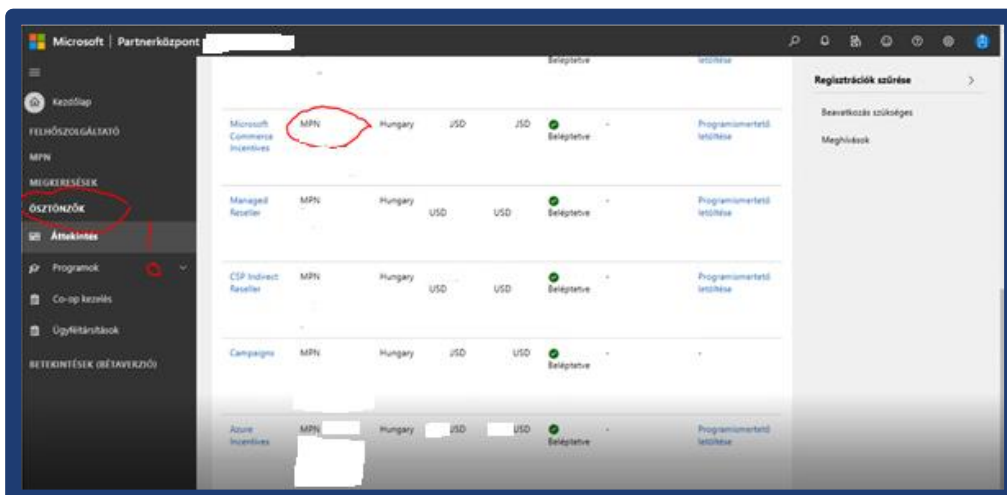 Microsoft | Partnerközpont
Beléptetve
letöltése
Regisztrációk szűrése
Kezdőlap
Beavatkozás szükséges
FELHŐSZOLGÁLTATÓ
Microsoft Commerce Incentives
MPN
Hungary
USD
USD
Beléptetve
-
Programismertető letöltése
Meghívások
MPN
MEGKERESÉSEK
ÖSZTÖNZŐK
Managed Reseller
MPN
Hungary
USD
USD
Beléptetve
-
Programismertető letöltése
Áttekintés
Programok
CSP Indirect Reseller
MPN
Hungary
USD
USD
Beléptetve
-
Programismertető letöltése
Co-op kezelés
Ügyféltársítások
BETEKINTÉSEK (BÉTAVERZIÓ)
Campaigns
MPN
Hungary
USD
USD
Beléptetve
-
-
Azure Incentives
MPN
Hungary
USD
USD
Beléptetve
-
Programismertető letöltése